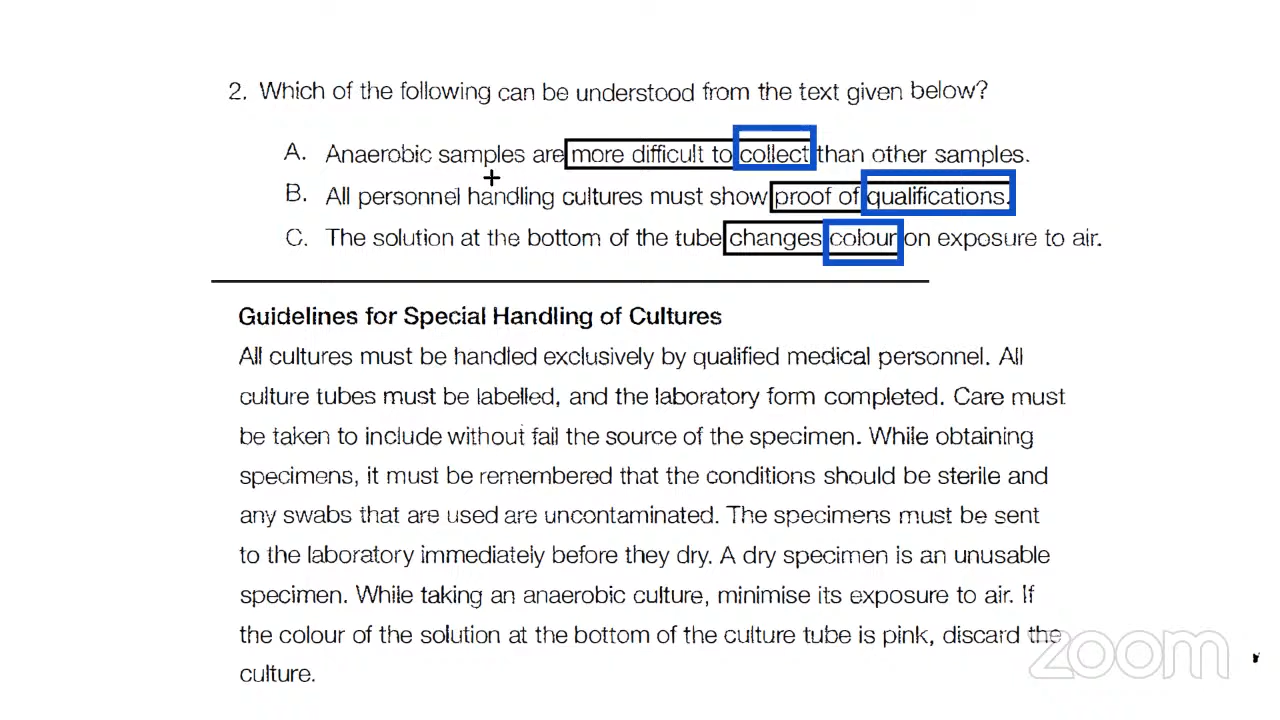 2. Which of the following can be understood from the text given below?
A. Anaerobic samples are more difficult to collect than other samples.
B. All personnel handling cultures must show proof of qualifications.
C. The solution at the bottom of the tube changes colour on exposure to air.
Guidelines for Special Handling of Cultures
All cultures must be handled exclusively by qualified medical personnel. All
culture tubes must be labelled, and the laboratory form completed. Care must
be taken to include without fail the source of the specimen. While obtaining
specimens, it must be remembered that the conditions should be sterile and
any swabs that are used are uncontaminated. The specimens must be sent
to the laboratory immediately before they dry. A dry specimen is an unusable
specimen. While taking an anaerobic culture, minimise its exposure to air. If
the colour of the solution at the bottom of the culture tube is pink, discard the
culture.
zoom